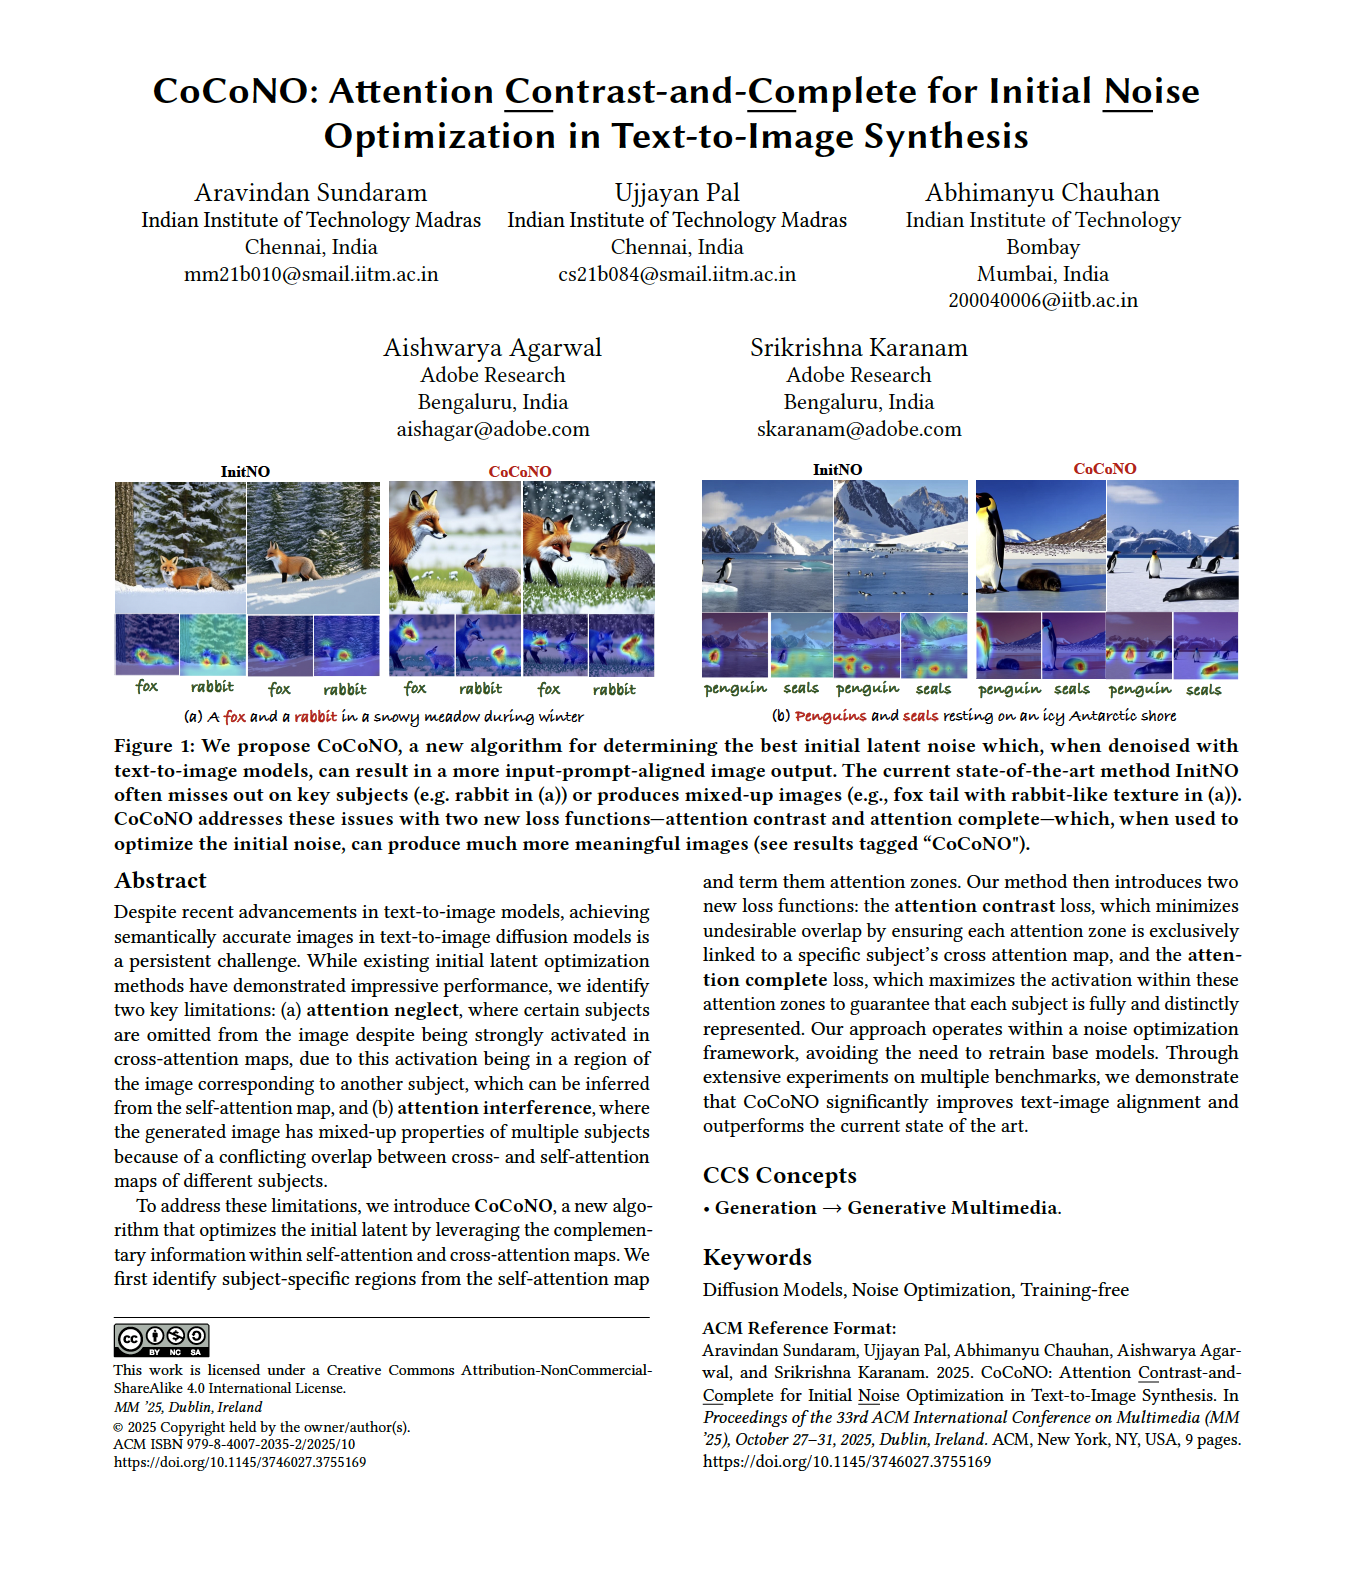 CoCoNO: Attention Contrast-and-Complete for Initial Noise
Optimization in Text-to-Image Synthesis
Aravindan Sundaram
Indian Institute of Technology Madras
Chennai, India
mm21b010@smail.iitm.ac.in
Ujjayan Pal
Indian Institute of Technology Madras
Chennai, India
cs21b084@smail.iitm.ac.in
Abhimanyu Chauhan
Indian Institute of Technology
Bombay
Mumbai, India
200040006@iitb.ac.in
Aishwarya Agarwal
Adobe Research
Bengaluru, India
aishagar@adobe.com
Srikrishna Karanam
Adobe Research
Bengaluru, India
skaranam@adobe.com
InitNO
CoCoNO
fox rabbit fox rabbit fox rabbit fox rabbit
(a) A fox and a rabbit in a snowy meadow during winter
InitNO
CoCoNO
penguin seals penguin seals penguin seals penguin seals
(b) Penguins and seals resting on an icy Antarctic shore
Figure 1: We propose CoCoNO, a new algorithm for determining the best initial latent noise which, when denoised with
text-to-image models, can result in a more input-prompt-aligned image output. The current state-of-the-art method InitNO
often misses out on key subjects (e.g. rabbit in (a)) or produces mixed-up images (e.g., fox tail with rabbit-like texture in (a)).
CoCoNO addresses these issues with two new loss functions—attention contrast and attention complete—which, when used to
optimize the initial noise, can produce much more meaningful images (see results tagged “CoCoNO").
Abstract
Despite recent advancements in text-to-image models, achieving
semantically accurate images in text-to-image diffusion models is
a persistent challenge. While existing initial latent optimization
methods have demonstrated impressive performance, we identify
two key limitations: (a) attention neglect, where certain subjects
are omitted from the image despite being strongly activated in
cross-attention maps, due to this activation being in a region of
the image corresponding to another subject, which can be inferred
from the self-attention map, and (b) attention interference, where
the generated image has mixed-up properties of multiple subjects
because of a conflicting overlap between cross- and self-attention
maps of different subjects.
To address these limitations, we introduce CoCoNO, a new algo-
rithm that optimizes the initial latent by leveraging the complemen-
tary information within self-attention and cross-attention maps. We
first identify subject-specific regions from the self-attention map
and term them attention zones. Our method then introduces two
new loss functions: the attention contrast loss, which minimizes
undesirable overlap by ensuring each attention zone is exclusively
linked to a specific subject's cross attention map, and the atten-
tion complete loss, which maximizes the activation within these
attention zones to guarantee that each subject is fully and distinctly
represented. Our approach operates within a noise optimization
framework, avoiding the need to retrain base models. Through
extensive experiments on multiple benchmarks, we demonstrate
that CoCoNO significantly improves text-image alignment and
outperforms the current state of the art.
CCS Concepts
• Generation → Generative Multimedia.
Keywords
Diffusion Models, Noise Optimization, Training-free
ACM Reference Format:
Aravindan Sundaram, Ujjayan Pal, Abhimanyu Chauhan, Aishwarya Agar-
wal, and Srikrishna Karanam. 2025. CoCoNO: Attention Contrast-and-
Complete for Initial Noise Optimization in Text-to-Image Synthesis. In
Proceedings of the 33rd ACM International Conference on Multimedia (MM
'25), October 27–31, 2025, Dublin, Ireland. ACM, New York, NY, USA, 9 pages.
https://doi.org/10.1145/3746027.3755169
cc BY NC SA
This work is licensed under a Creative Commons Attribution-NonCommercial-
ShareAlike 4.0 International License.
MM '25, Dublin, Ireland
© 2025 Copyright held by the owner/author(s).
ACM ISBN 979-8-4007-2035-2/2025/10
https://doi.org/10.1145/3746027.3755169